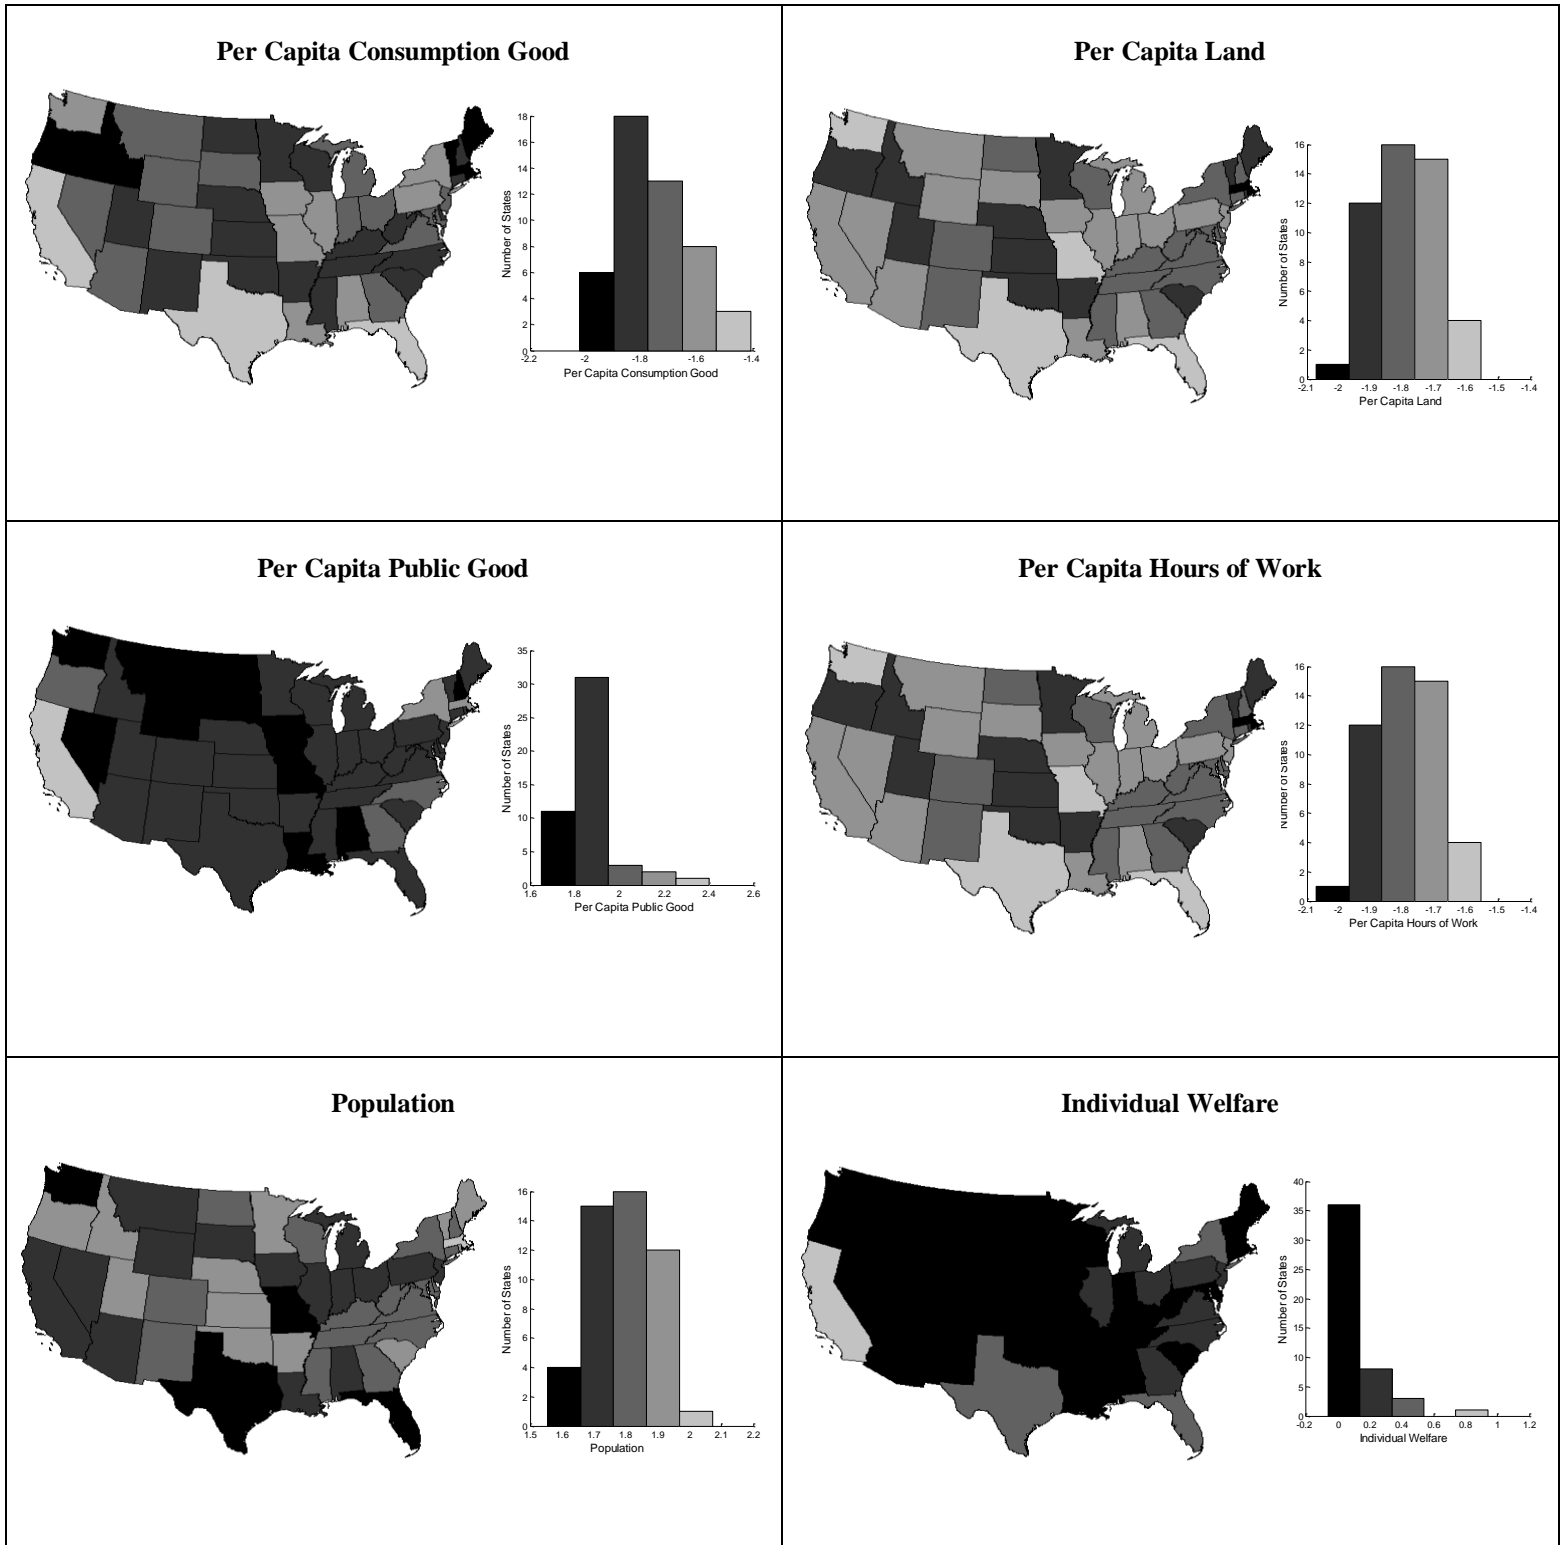 Per Capita Consumption Good
Number of States
18
16
14
12
10
8
6
4
2
0
-2.2 -2 -1.8 -1.6 -1.4
Per Capita Consumption Good
Per Capita Land
Number of States
16
14
12
10
8
6
4
2
0
-2.1 -2 -1.9 -1.8 -1.7 -1.6 -1.5 -1.4
Per Capita Land
Per Capita Public Good
Number of States
35
30
25
20
15
10
5
0
1.6 1.8 2 2.2 2.4 2.6
Per Capita Public Good
Per Capita Hours of Work
Number of States
16
14
12
10
8
6
4
2
0
-2.1 -2 -1.9 -1.8 -1.7 -1.6 -1.5 -1.4
Per Capita Hours of Work
Population
Number of States
16
14
12
10
8
6
4
2
0
1.5 1.6 1.7 1.8 1.9 2 2.1 2.2
Population
Individual Welfare
Number of States
40
35
30
25
20
15
10
5
0
-0.2 0 0.2 0.4 0.6 0.8 1 1.2
Individual Welfare